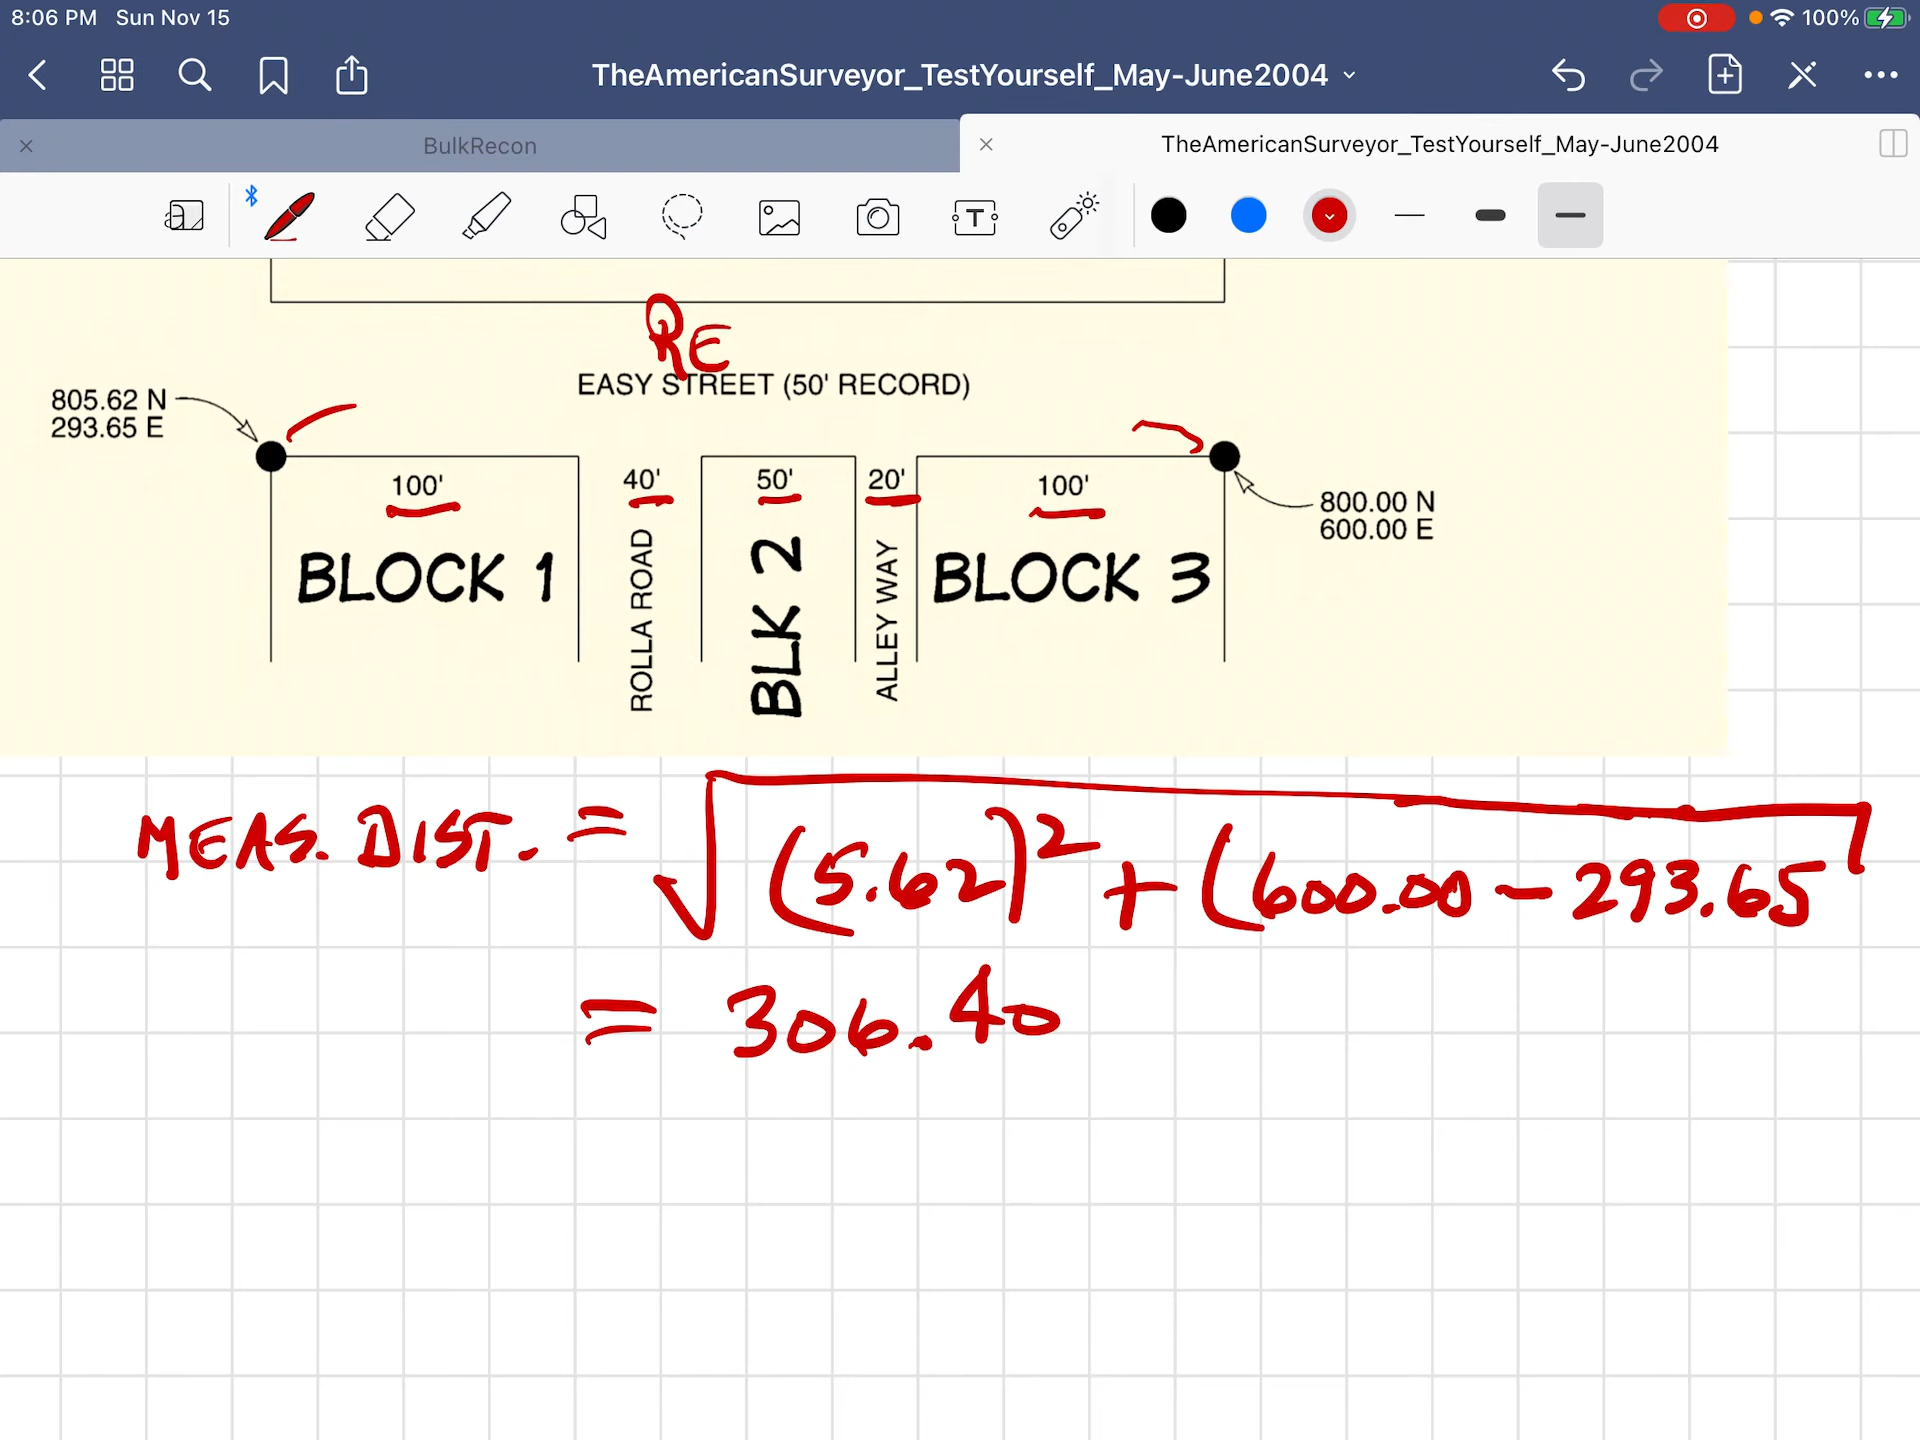 8:06 PM Sun Nov 15 100%
TheAmericanSurveyor_TestYourself_May-June2004
BulkRecon
TheAmericanSurveyor_TestYourself_May-June2004
a T
RE
EASY STREET (50' RECORD)
805.62 N
293.65 E
100' 40' 50' 20' 100'
800.00 N
600.00 E
BLOCK 1
ROLLA ROAD
BLK 2
ALLEY WAY
BLOCK 3
MEAS. DIST. = √(5.62)² + (600.00 - 293.65
= 306.40